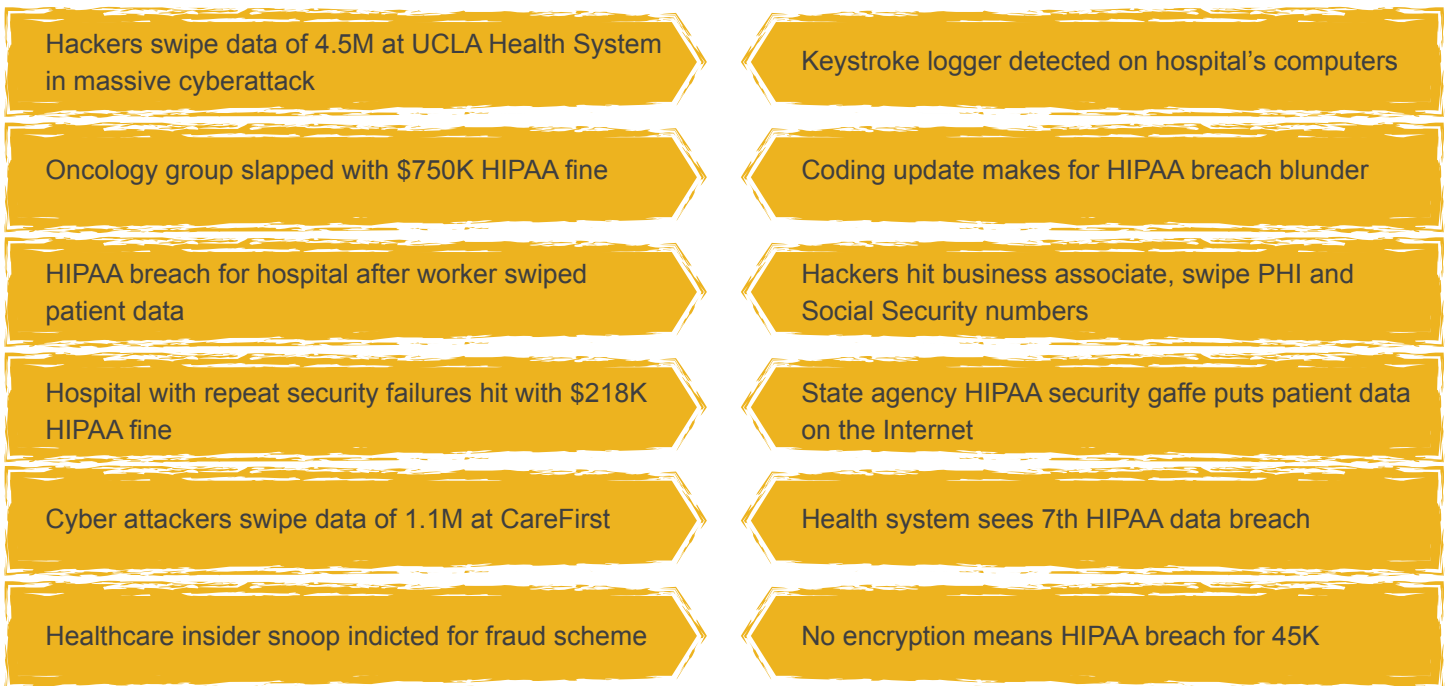 Hackers swipe data of 4.5M at UCLA Health System
in massive cyberattack
Keystroke logger detected on hospital's computers
Oncology group slapped with $750K HIPAA fine
Coding update makes for HIPAA breach blunder
HIPAA breach for hospital after worker swiped
patient data
Hackers hit business associate, swipe PHI and
Social Security numbers
Hospital with repeat security failures hit with $218K
HIPAA fine
State agency HIPAA security gaffe puts patient data
on the Internet
Cyber attackers swipe data of 1.1M at CareFirst
Health system sees 7th HIPAA data breach
Healthcare insider snoop indicted for fraud scheme
No encryption means HIPAA breach for 45K